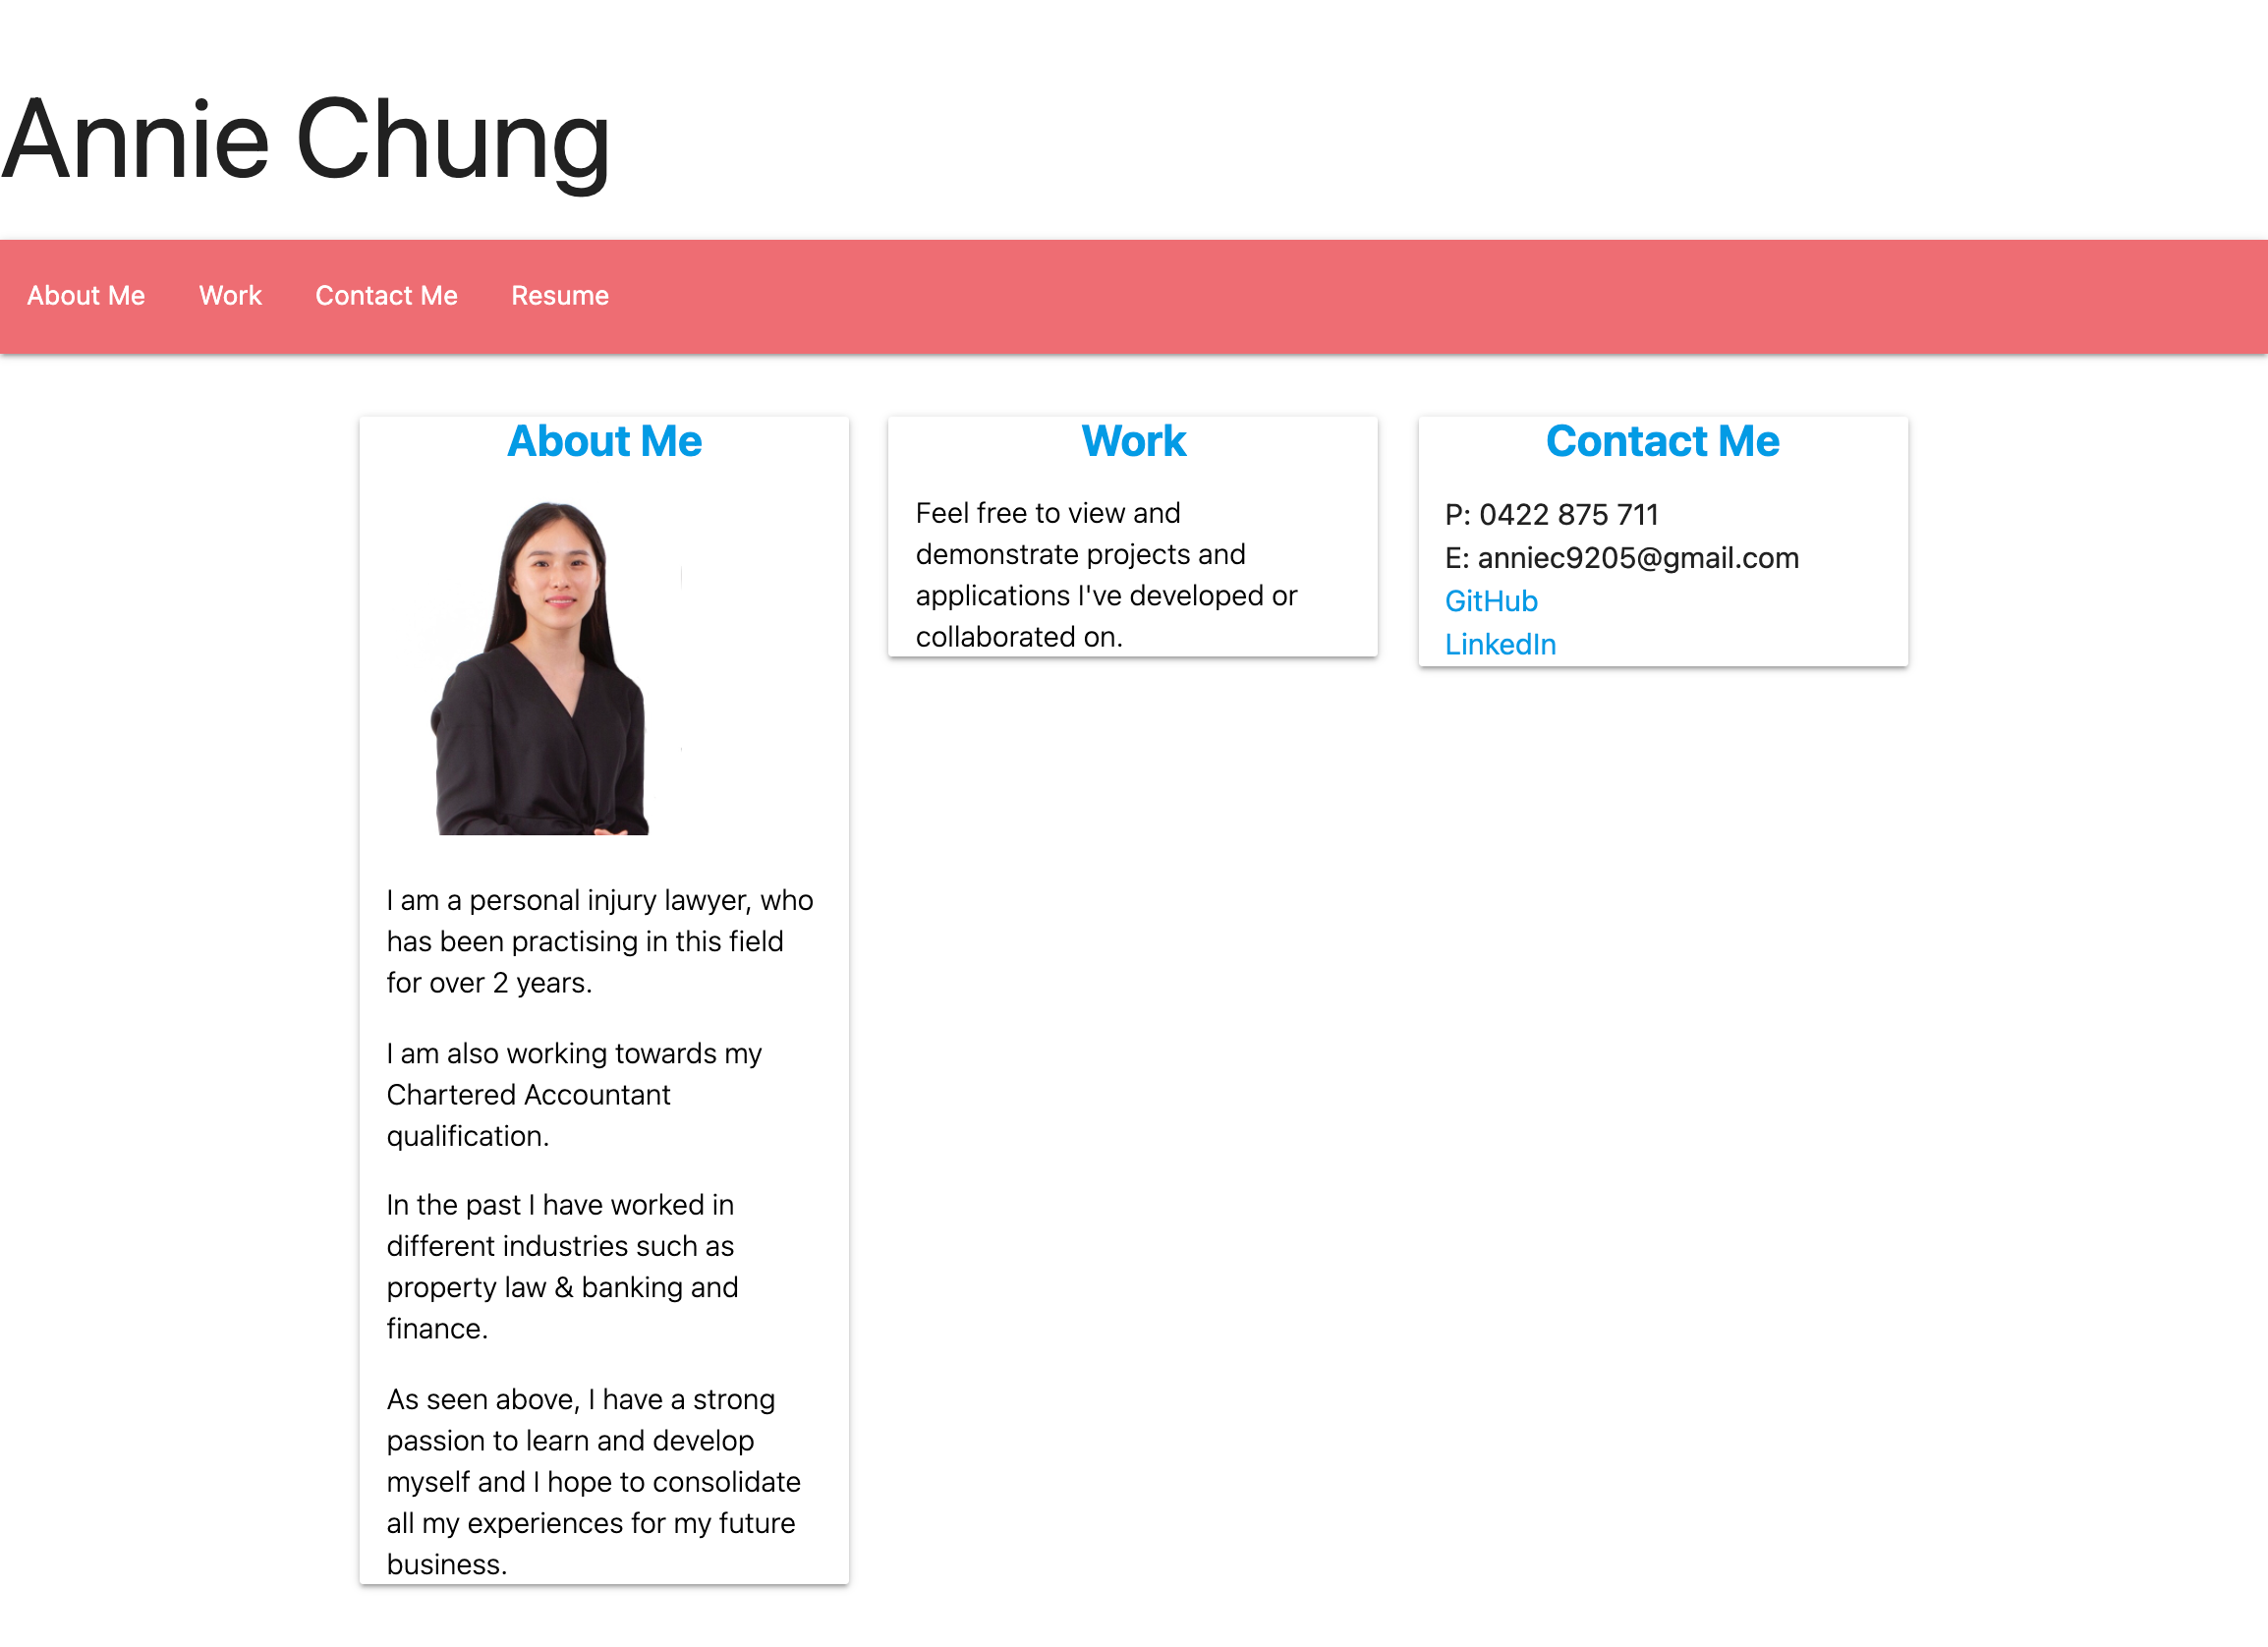 Annie Chung
About Me Work Contact Me Resume
About Me
I am a personal injury lawyer, who
has been practising in this field
for over 2 years.
I am also working towards my
Chartered Accountant
qualification.
In the past I have worked in
different industries such as
property law & banking and
finance.
As seen above, I have a strong
passion to learn and develop
myself and I hope to consolidate
all my experiences for my future
business.
Work
Feel free to view and
demonstrate projects and
applications I've developed or
collaborated on.
Contact Me
P: 0422 875 711
E: anniec9205@gmail.com
GitHub
LinkedIn